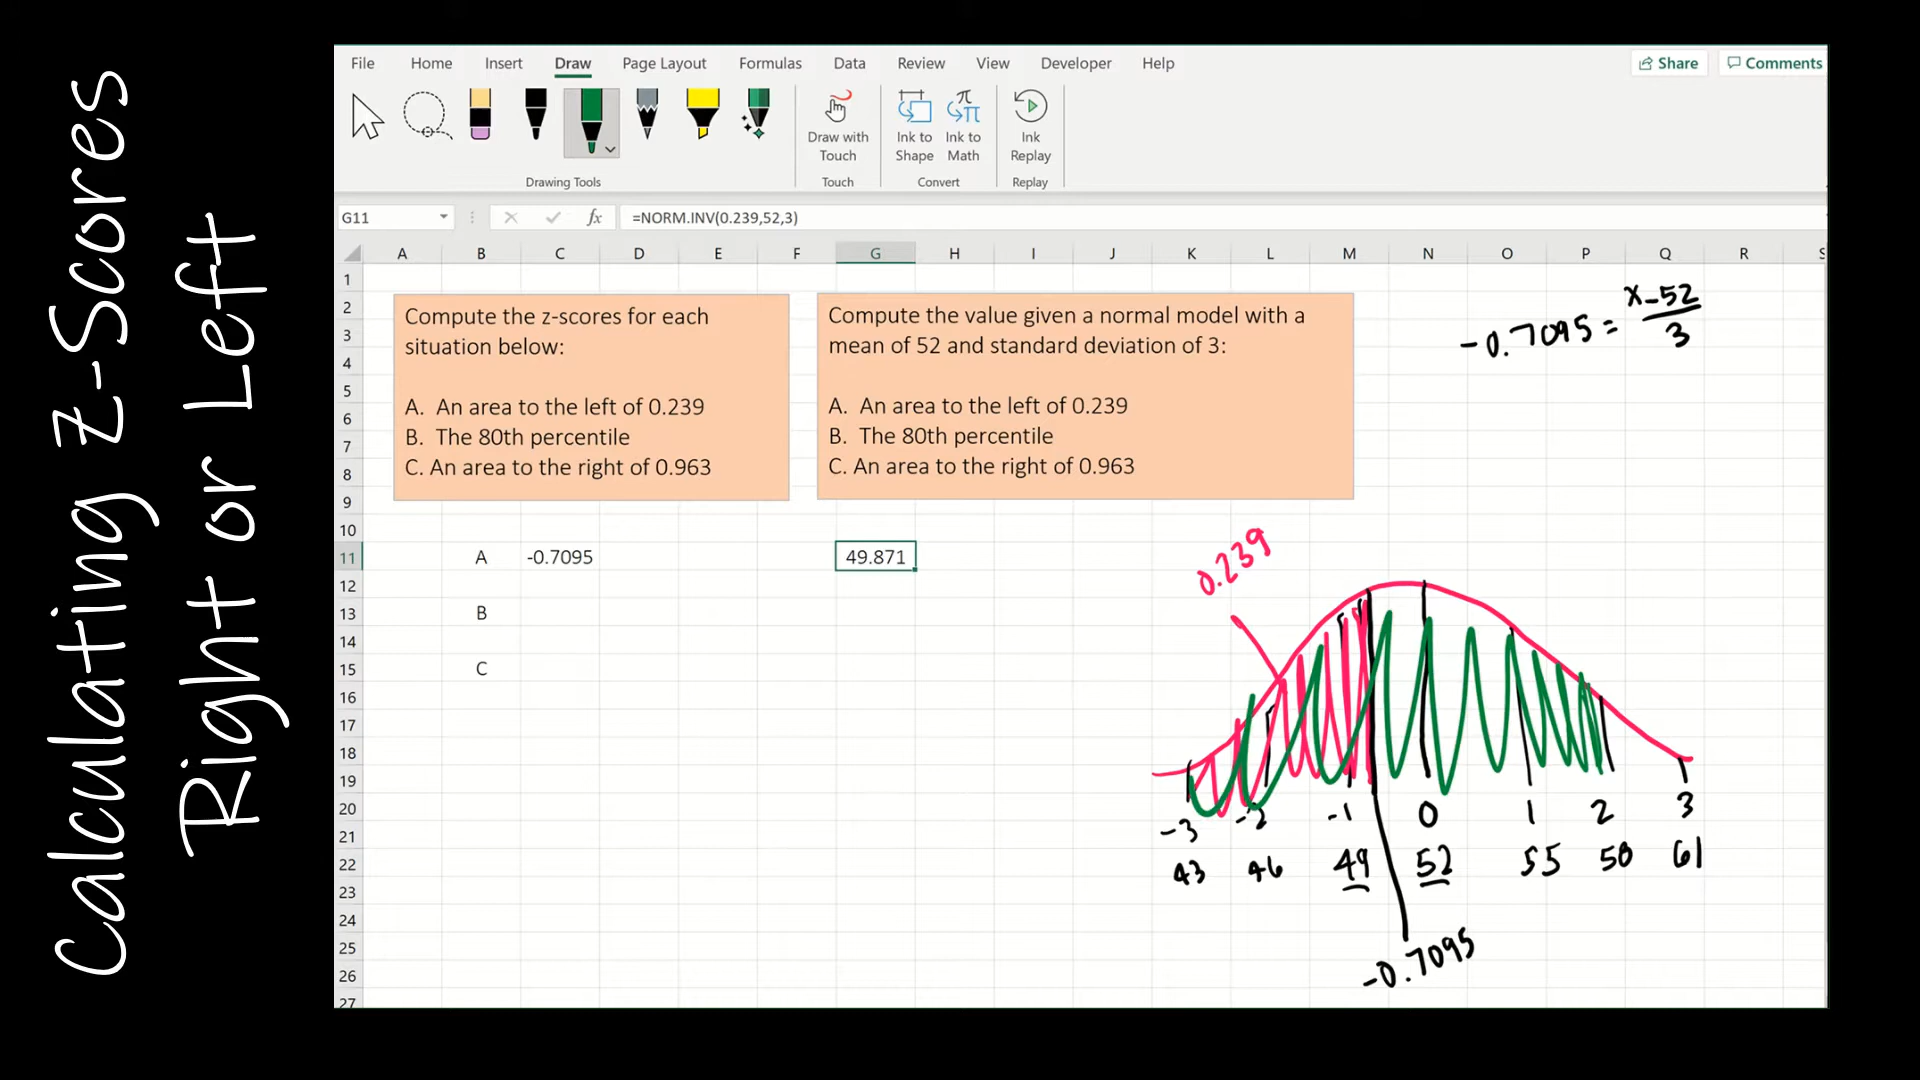 Calculating Z-Scores
Right or Left
File Home Insert Draw Page Layout Formulas Data Review View Developer Help Share Comments
Draw with Touch
Ink to Shape
Ink to Math
Ink Replay
Drawing Tools Touch Convert Replay
G11 fx =NORM.INV(0.239,52,3)
A B C D E F G H I J K L M N O P Q R S
1
2
3
4
5
6
7
8
9
10
11
12
13
14
15
16
17
18
19
20
21
22
23
24
25
26
27
Compute the z-scores for each
situation below:
A. An area to the left of 0.239
B. The 80th percentile
C. An area to the right of 0.963
Compute the value given a normal model with a
mean of 52 and standard deviation of 3:
A. An area to the left of 0.239
B. The 80th percentile
C. An area to the right of 0.963
-0.7095 = x-52
3
A -0.7095 49.871
B
C
0.239
-3 -2 -1 0 1 2 3
43 46 49 52 55 58 61
-0.7095